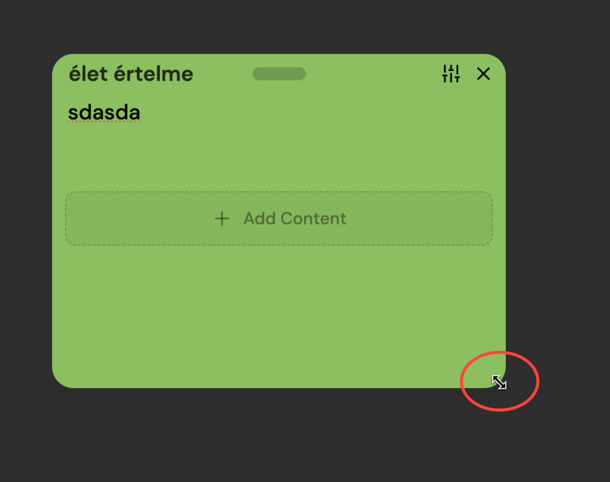 élet értelme
sdasda
Add Content